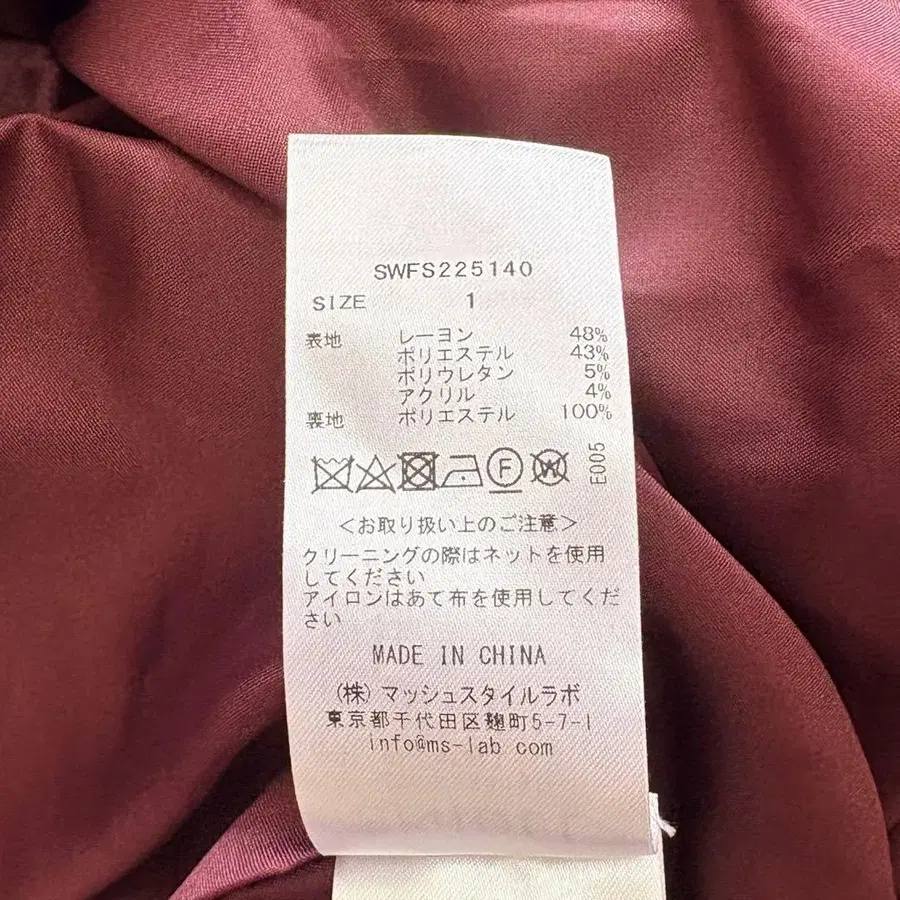 SWFS225140
SIZE 1
表地 レーヨン 48%
ポリエステル 43%
ポリウレタン 5%
アクリル 4%
裏地 ポリエステル 100%
F W E005
<お取り扱い上のご注意>
クリーニングの際はネットを使用
してください
アイロンはあて布を使用してくだ
さい
MADE IN CHINA
(株)マッシュスタイルラボ
東京都千代田区麹町5-7-1
info@ms-lab com